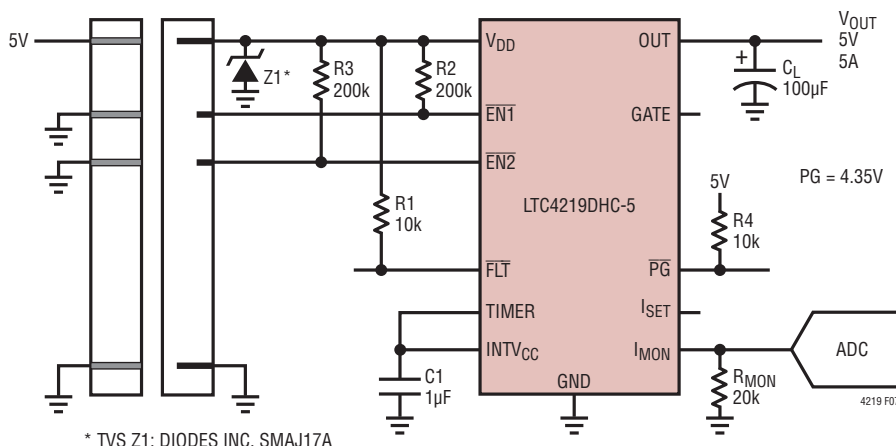 5V
Z1*
R3
200k
R2
200k
R1
10k
VDD
EN1
EN2
FLT
TIMER
INTVCC
C1
1µF
LTC4219DHC-5
GND
OUT
GATE
PG
ISET
IMON
VOUT
5V
5A
+
CL
100µF
PG = 4.35V
5V
R4
10k
ADC
RMON
20k
4219 F07
* TVS Z1: DIODES INC. SMAJ17A